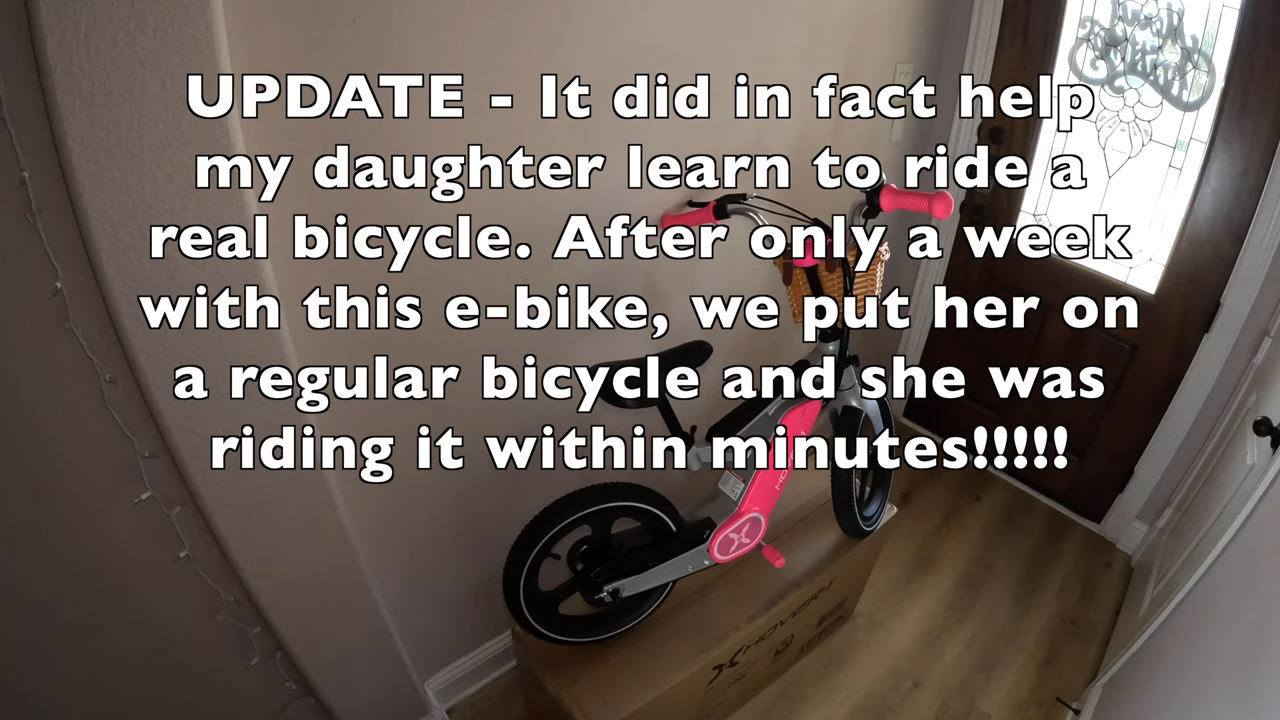 UPDATE - It did in fact help
my daughter learn to ride a
real bicycle. After only a week
with this e-bike, we put her on
a regular bicycle and she was
riding it within minutes!!!!!
HOVERX